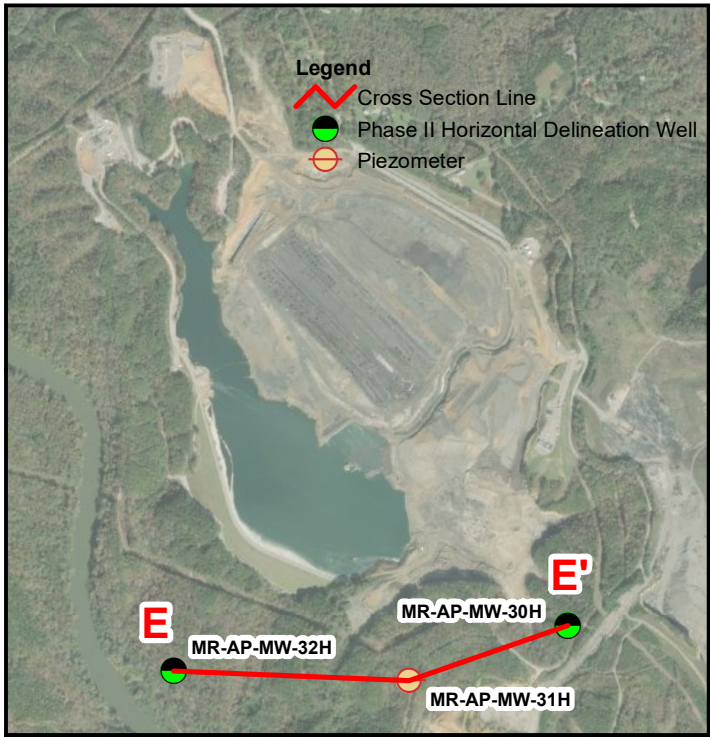 Legend
Cross Section Line
Phase II Horizontal Delineation Well
Piezometer
E'
MR-AP-MW-30H
E
MR-AP-MW-32H
MR-AP-MW-31H